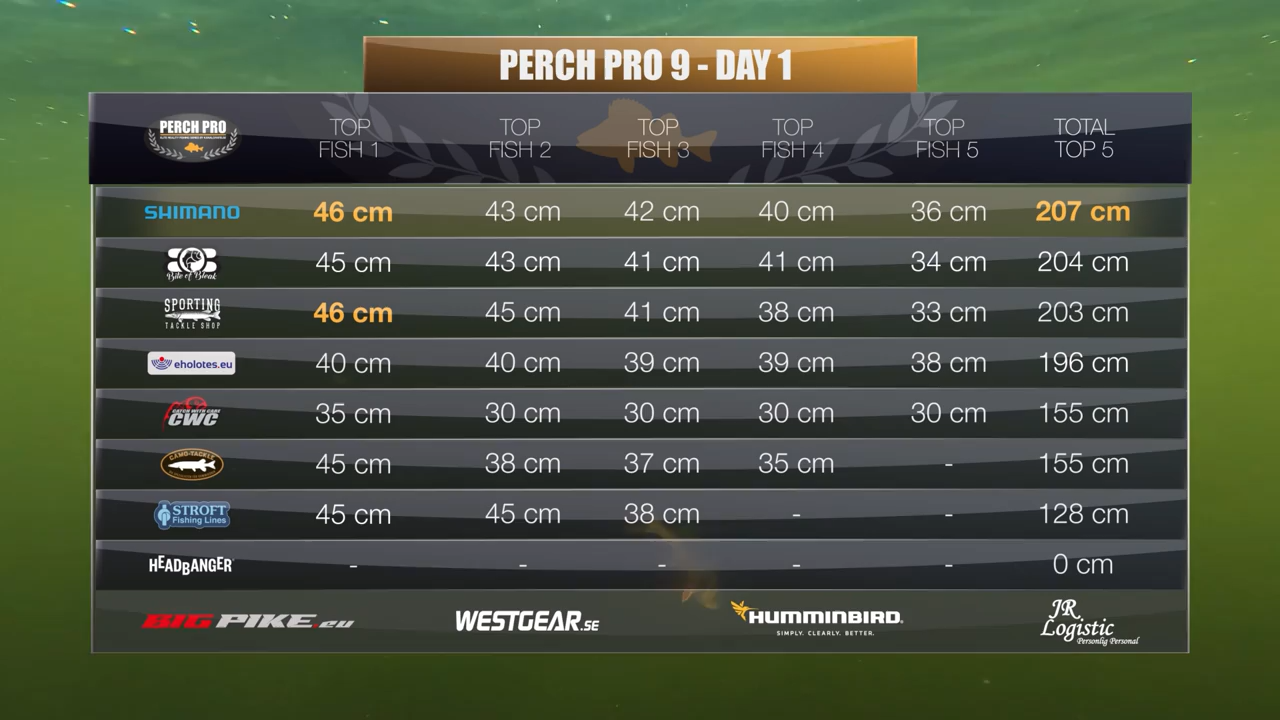 PERCH PRO 9 - DAY 1
PERCH PRO
TOP FISH 1 TOP FISH 2 TOP FISH 3 TOP FISH 4 TOP FISH 5 TOTAL TOP 5
SHIMANO 46 cm 43 cm 42 cm 40 cm 36 cm 207 cm
Bite of Bleak 45 cm 43 cm 41 cm 41 cm 34 cm 204 cm
SPORTING TACKLE SHOP 46 cm 45 cm 41 cm 38 cm 33 cm 203 cm
eholotes.eu 40 cm 40 cm 39 cm 39 cm 38 cm 196 cm
CATCH WITH CARE CWC 35 cm 30 cm 30 cm 30 cm 30 cm 155 cm
CAMO-TACKLE 45 cm 38 cm 37 cm 35 cm - 155 cm
STROFT Fishing Lines 45 cm 45 cm 38 cm - - 128 cm
HEADBANGER - - - - - 0 cm
BIG PIKE.eu WESTGEAR.SE HUMMINBIRD JR Logistic
SIMPLY. CLEARLY. BETTER. Personlig Personal